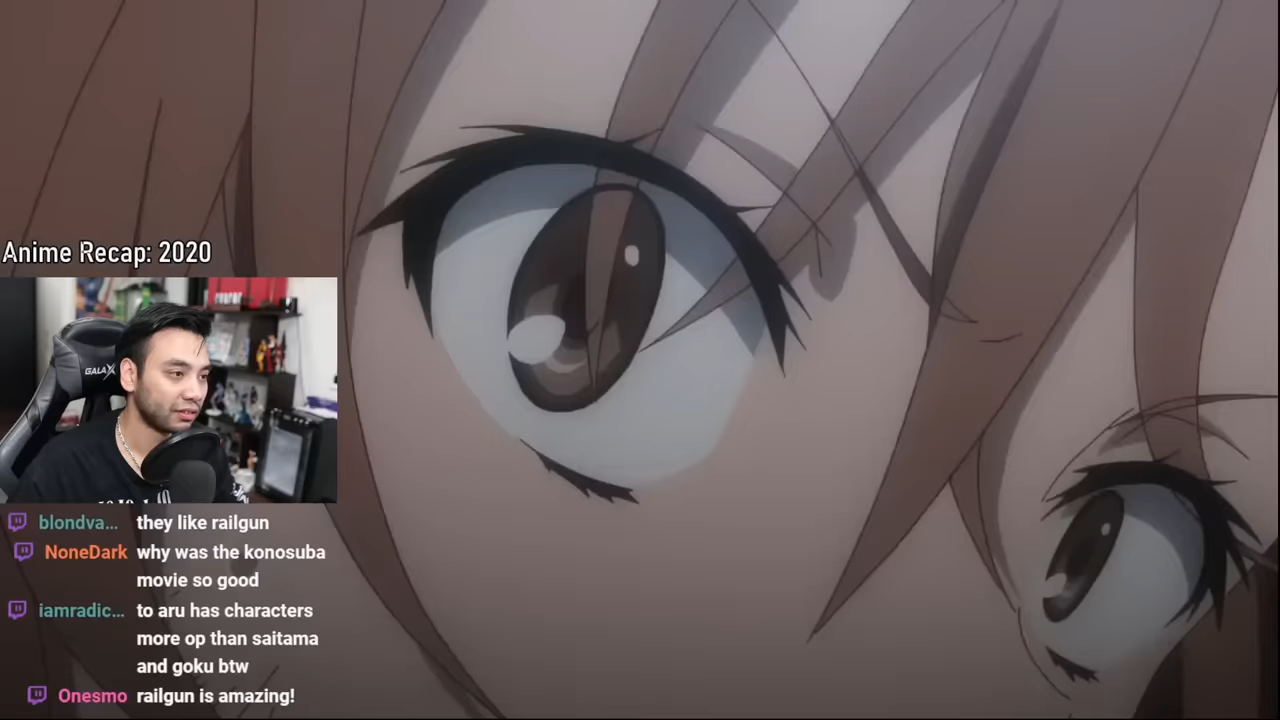 Anime Recap: 2020
GALAX
blondva... they like railgun
NoneDark why was the konosuba
movie so good
iamradic... to aru has characters
more op than saitama
and goku btw
Onesmo railgun is amazing!